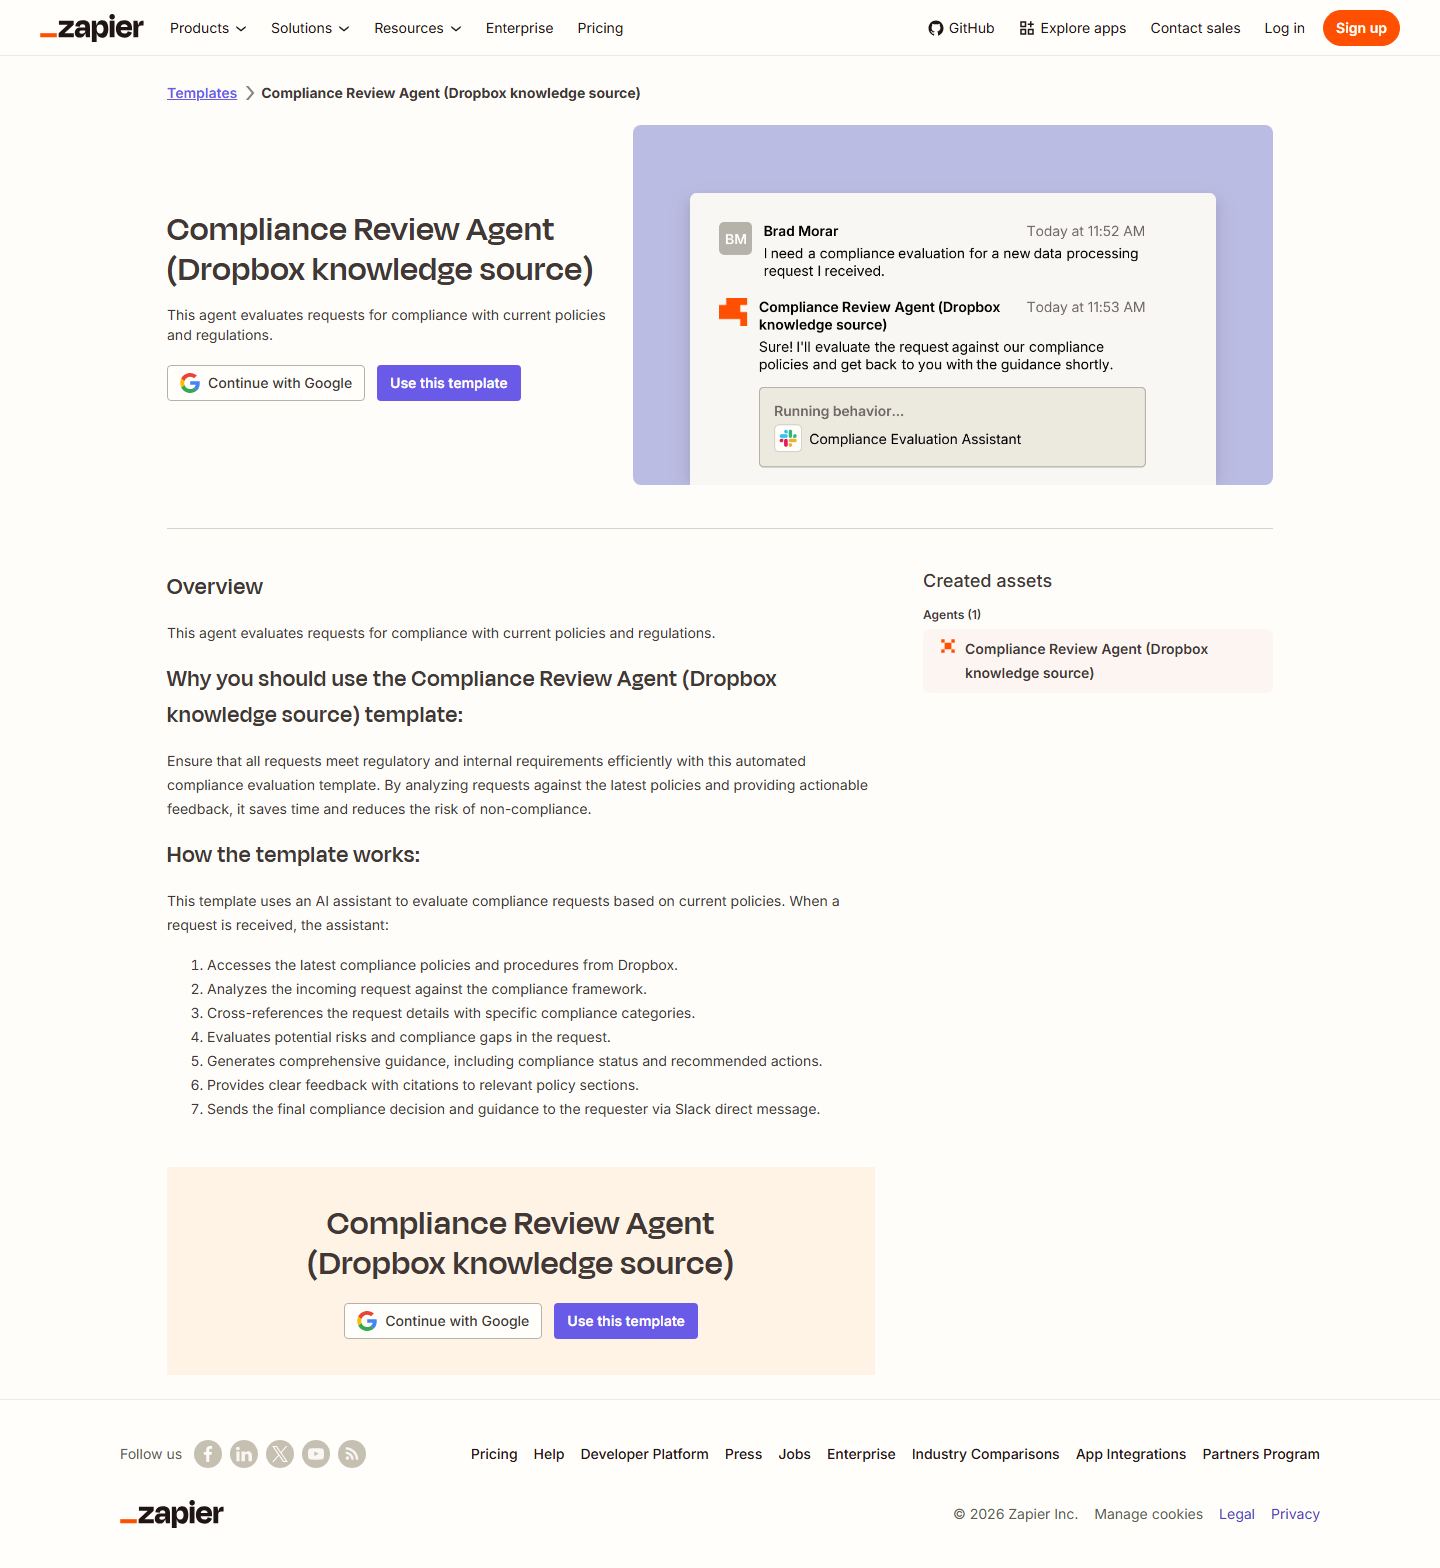 zapier
Products
Solutions
Resources
Enterprise
Pricing
GitHub
Explore apps
Contact sales
Log in
Sign up
Templates
Compliance Review Agent (Dropbox knowledge source)
Compliance Review Agent
(Dropbox knowledge source)
This agent evaluates requests for compliance with current policies
and regulations.
Continue with Google
Use this template
BM
Brad Morar
Today at 11:52 AM
I need a compliance evaluation for a new data processing
request I received.
Compliance Review Agent (Dropbox
knowledge source)
Today at 11:53 AM
Sure! I'll evaluate the request against our compliance
policies and get back to you with the guidance shortly.
Running behavior...
Compliance Evaluation Assistant
Overview
This agent evaluates requests for compliance with current policies and regulations.
Why you should use the Compliance Review Agent (Dropbox
knowledge source) template:
Ensure that all requests meet regulatory and internal requirements efficiently with this automated
compliance evaluation template. By analyzing requests against the latest policies and providing actionable
feedback, it saves time and reduces the risk of non-compliance.
How the template works:
This template uses an AI assistant to evaluate compliance requests based on current policies. When a
request is received, the assistant:
1. Accesses the latest compliance policies and procedures from Dropbox.
2. Analyzes the incoming request against the compliance framework.
3. Cross-references the request details with specific compliance categories.
4. Evaluates potential risks and compliance gaps in the request.
5. Generates comprehensive guidance, including compliance status and recommended actions.
6. Provides clear feedback with citations to relevant policy sections.
7. Sends the final compliance decision and guidance to the requester via Slack direct message.
Created assets
Agents (1)
Compliance Review Agent (Dropbox
knowledge source)
Compliance Review Agent
(Dropbox knowledge source)
Continue with Google
Use this template
Follow us
Pricing
Help
Developer Platform
Press
Jobs
Enterprise
Industry Comparisons
App Integrations
Partners Program
zapier
© 2026 Zapier Inc.
Manage cookies
Legal
Privacy